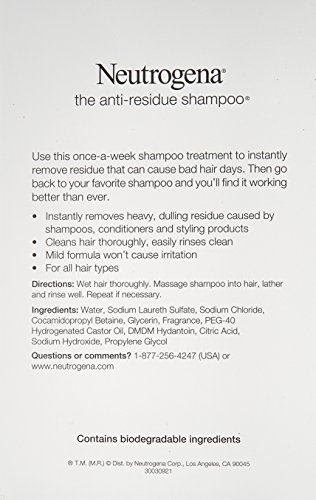 Neutrogena®
the anti-residue shampoo®
Use this once-a-week shampoo treatment to instantly
remove residue that can cause bad hair days. Then go
back to your favorite shampoo and you'll find it working
better than ever.
• Instantly removes heavy, dulling residue caused by
shampoos, conditioners and styling products
• Cleans hair thoroughly, easily rinses clean
• Mild formula won't cause irritation
• For all hair types
Directions: Wet hair thoroughly. Massage shampoo into hair, lather
and rinse well. Repeat if necessary.
Ingredients: Water, Sodium Laureth Sulfate, Sodium Chloride,
Cocamidopropyl Betaine, Glycerin, Fragrance, PEG-40
Hydrogenated Castor Oil, DMDM Hydantoin, Citric Acid,
Sodium Hydroxide, Propylene Glycol
Questions or comments? 1-877-256-4247 (USA) or
www.neutrogena.com
Contains biodegradable ingredients
® T.M. (M.R.) © Dist. by Neutrogena Corp., Los Angeles, CA 90045
30030921